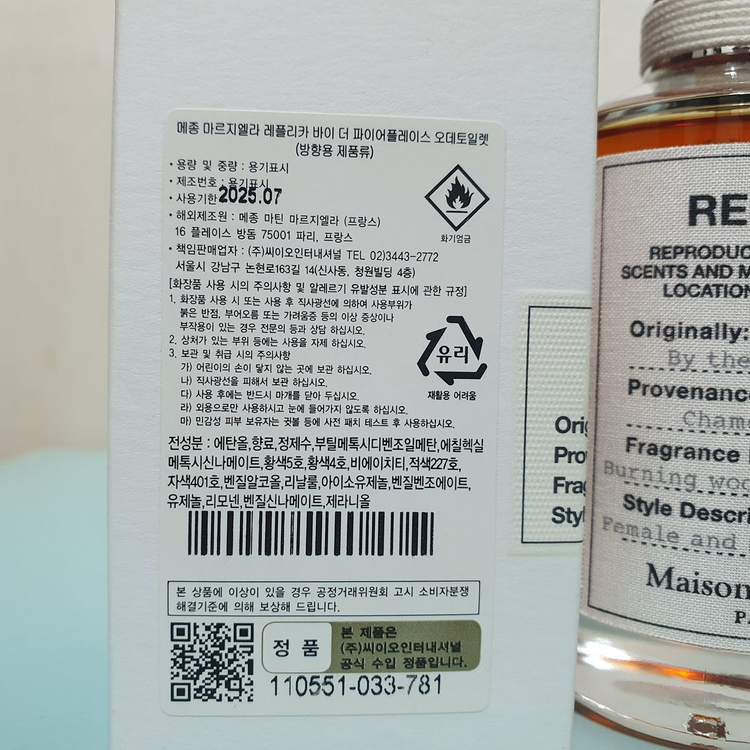 메종 마르지엘라 레플리카 바이 더 파이어플레이스 오데토일렛
(방향용 제품류)
• 용량 및 중량 : 용기표시
• 제조번호 : 용기표시
• 사용기한 2025.07
• 해외제조원 : 메종 마틴 마르지엘라 (프랑스)
16 플레이스 방돔 75001 파리, 프랑스
• 책임판매업자 : (주)씨이오인터내셔널 TEL 02)3443-2772
서울시 강남구 논현로163길 14(신사동, 청원빌딩 4층)
화기엄금
[화장품 사용 시의 주의사항 및 알레르기 유발성분 표시에 관한 규정]
1. 화장품 사용 시 또는 사용 후 직사광선에 의하여 사용부위가
붉은 반점, 부어오름 또는 가려움증 등의 이상 증상이나
부작용이 있는 경우 전문의 등과 상담 하십시오.
2. 상처가 있는 부위 등에는 사용을 자제 하십시오.
3. 보관 및 취급 시의 주의사항
가) 어린이의 손이 닿지 않는 곳에 보관 하십시오.
나) 직사광선을 피해서 보관 하십시오.
다) 사용 후에는 반드시 마개를 닫아 두십시오.
라) 외용으로만 사용하시고 눈에 들어가지 않도록 하십시오.
마) 민감성 피부 보유자는 귓볼 등에 사전 패치 테스트 후 사용하십시오.
유리
재활용 어려움
전성분 : 에탄올,향료,정제수,부틸메톡시디벤조일메탄,에칠헥실
메톡시신나메이트,황색5호,황색4호,비에이치티,적색227호,
자색401호,벤질알코올,리날룰,아이소유제놀,벤질벤조에이트,
유제놀,리모넨,벤질신나메이트,제라니올
본 상품에 이상이 있을 경우 공정거래위원회 고시 소비자분쟁
해결기준에 의해 보상해 드립니다.
정품
본 제품은
(주)씨이오인터내셔널
공식 수입 정품입니다.
110551-033-781
Orig
Prov
Frag
Styl
RE
REPRODUC
SCENTS AND M
LOCATION
Originally:
By the
Provenance
Cham
Fragrance
Burning woo
Style Descri
Female and
Maison
P